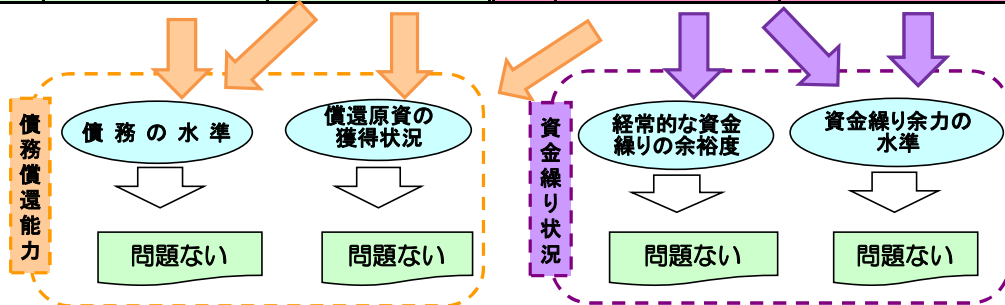 債務償還能力
債務の水準
償還原資の
獲得状況
問題ない
問題ない
資金繰り状況
経常的な資金
繰りの余裕度
資金繰り余力の
水準
問題ない
問題ない